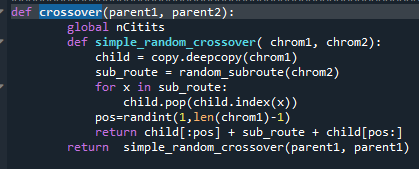 def crossover(parent1, parent2):
global nCitits
def simple_random_crossover( chrom1, chrom2):
child = copy.deepcopy(chrom1)
sub_route = random_subroute(chrom2)
for x in sub_route:
child.pop(child.index(x))
pos=randint(1,len(chrom1)-1)
return child[:pos] + sub_route + child[pos:]
return  simple_random_crossover(parent1, parent1)